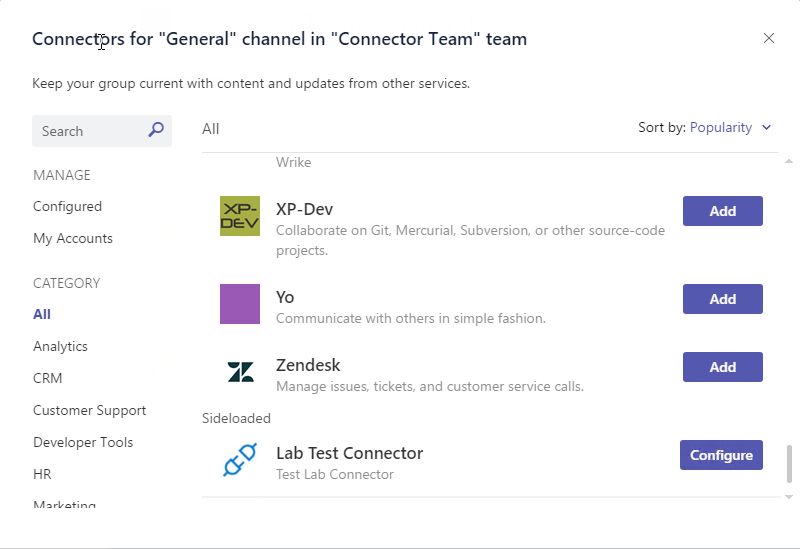 Connectors for "General" channel in "Connector Team" team
Keep your group current with content and updates from other services.
Search
MANAGE
Configured
My Accounts
CATEGORY
All
Analytics
CRM
Customer Support
Developer Tools
HR
Marketing
All
Sort by: Popularity
Wrike
XP-DEV
XP-Dev
Collaborate on Git, Mercurial, Subversion, or other source-code
projects.
Add
Yo
Communicate with others in simple fashion.
Add
Zendesk
Manage issues, tickets, and customer service calls.
Add
Sideloaded
Lab Test Connector
Test Lab Connector
Configure